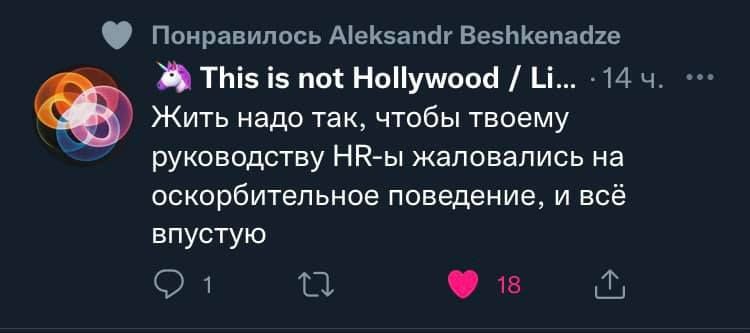 Понравилось Aleksandr Beshkenadze
🦄 This is not Hollywood / Li... · 14 ч.
Жить надо так, чтобы твоему
руководству HR-ы жаловались на
оскорбительное поведение, и всё
впустую
1 18